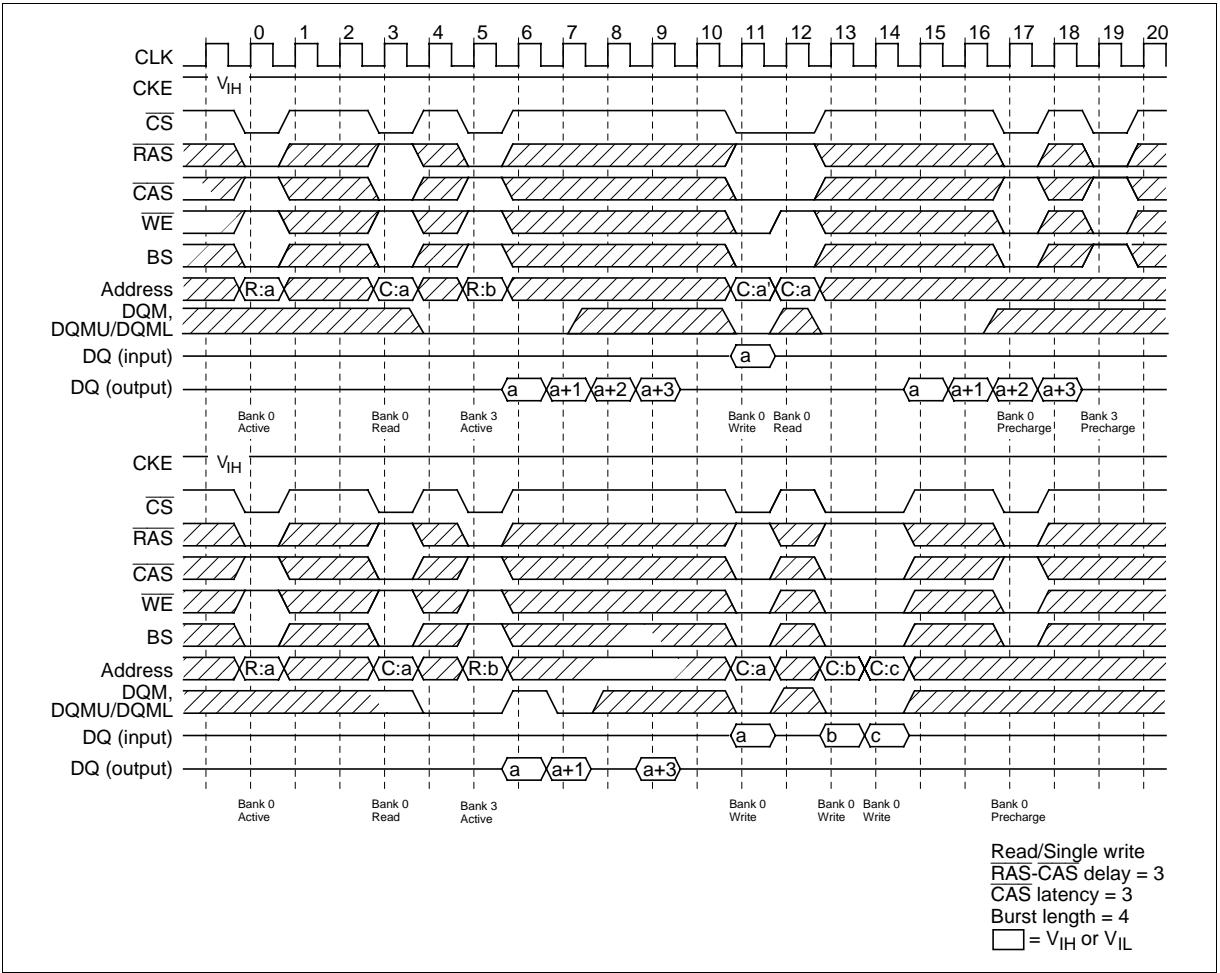 0 1 2 3 4 5 6 7 8 9 10 11 12 13 14 15 16 17 18 19 20
CLK
CKE VIH
CS
RAS
CAS
WE
BS
Address R:a C:a R:b C:a' C:a
DQM,
DQMU/DQML
DQ (input) a
DQ (output) a a+1 a+2 a+3 a a+1 a+2 a+3
Bank 0 Bank 0 Bank 3 Bank 0 Bank 0 Bank 0 Bank 3
Active Read Active Write Read Precharge Precharge
CKE VIH
CS
RAS
CAS
WE
BS
Address R:a C:a R:b C:a C:b C:c
DQM,
DQMU/DQML
DQ (input) a b c
DQ (output) a a+1 a+3
Bank 0 Bank 0 Bank 3 Bank 0 Bank 0 Bank 0 Bank 0
Active Read Active Write Write Write Precharge
Read/Single write
RAS-CAS delay = 3
CAS latency = 3
Burst length = 4
= VIH or VIL